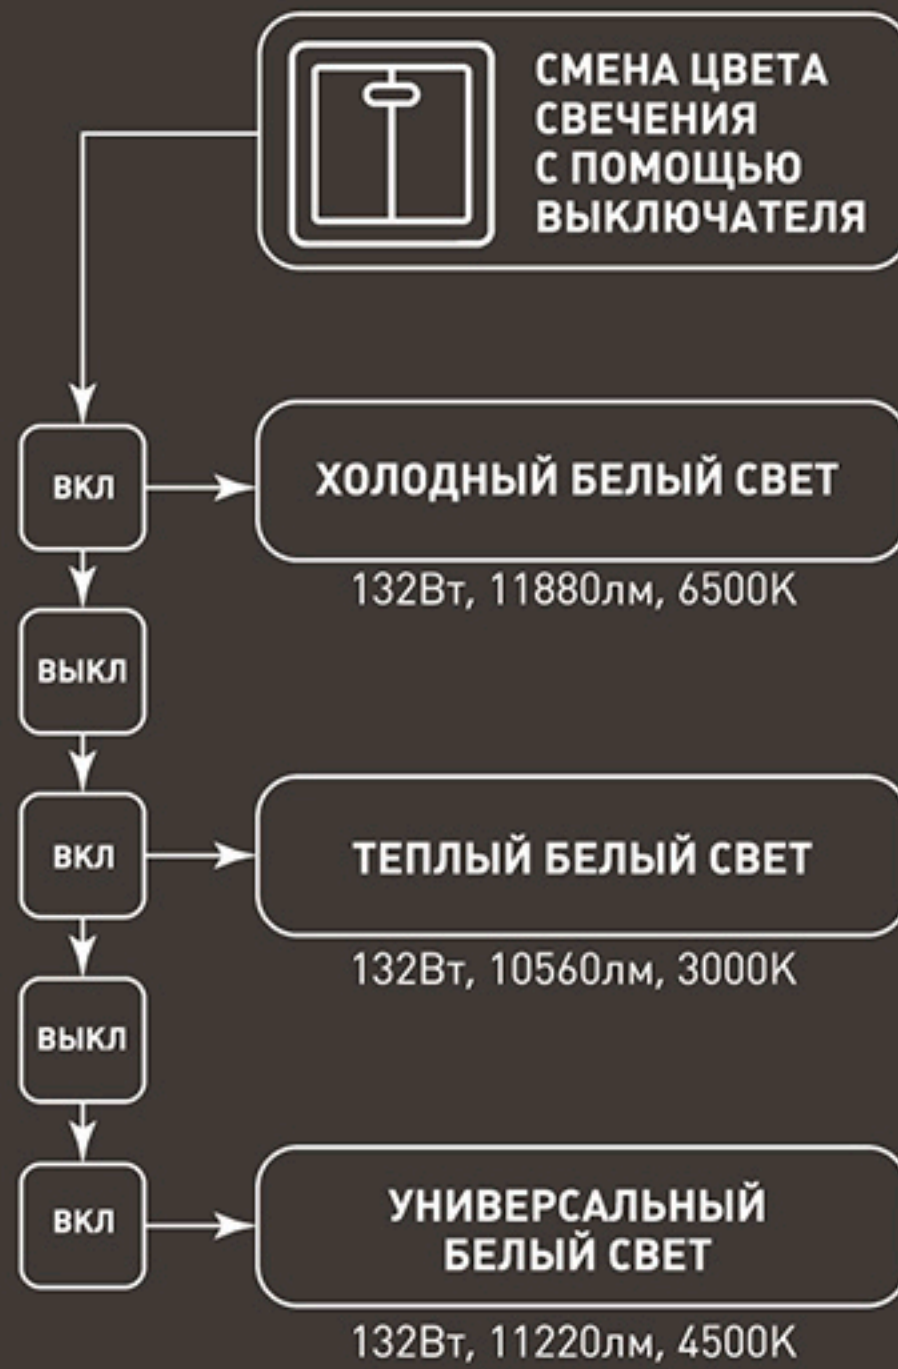 СМЕНА ЦВЕТА
СВЕЧЕНИЯ
С ПОМОЩЬЮ
ВЫКЛЮЧАТЕЛЯ
ВКЛ
ХОЛОДНЫЙ БЕЛЫЙ СВЕТ
132Вт, 11880лм, 6500К
ВЫКЛ
ВКЛ
ТЕПЛЫЙ БЕЛЫЙ СВЕТ
132Вт, 10560лм, 3000К
ВЫКЛ
ВКЛ
УНИВЕРСАЛЬНЫЙ
БЕЛЫЙ СВЕТ
132Вт, 11220лм, 4500К